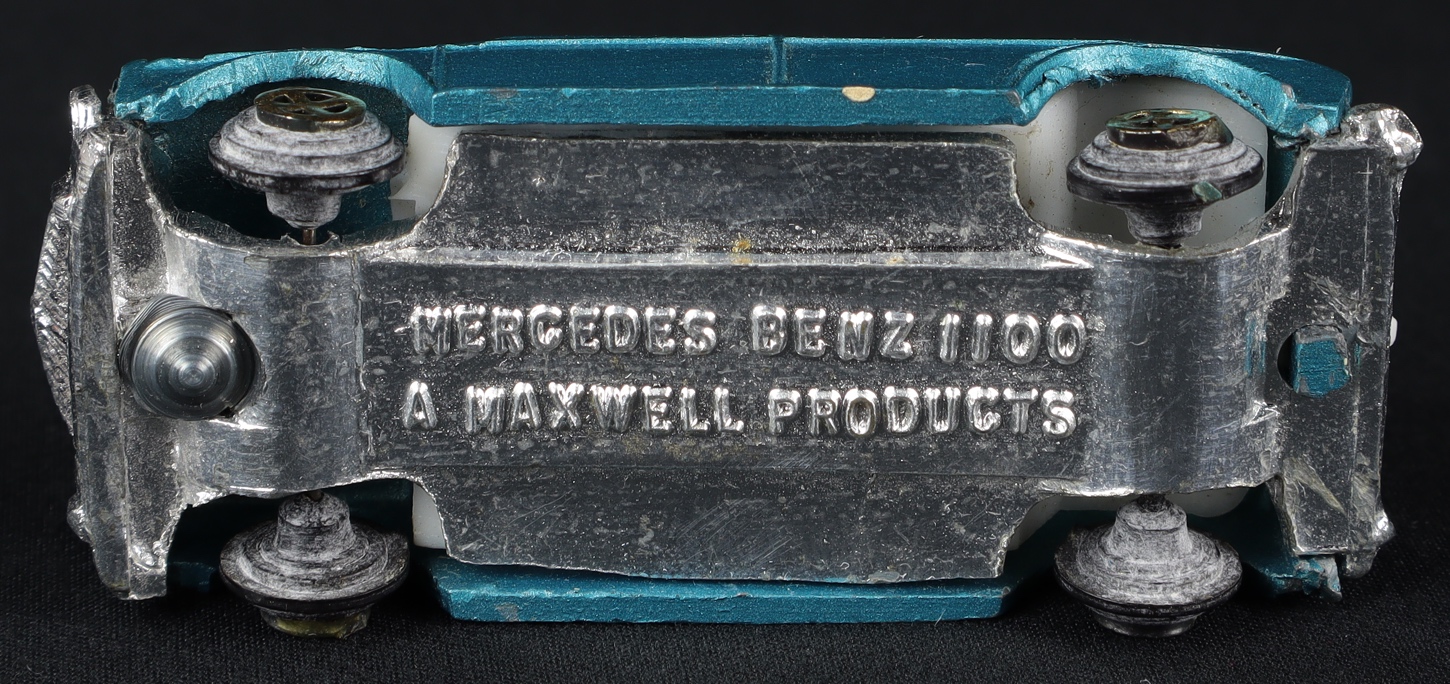 MERCEDES BENZ 1100
A MAXWELL PRODUCTS